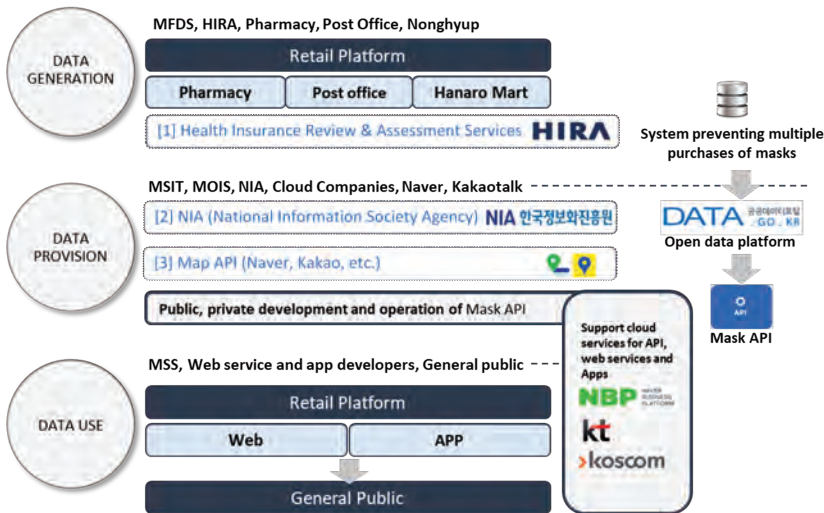 MFDS, HIRA, Pharmacy, Post Office, Nonghyup
DATA
GENERATION
Retail Platform
Pharmacy
Post office
Hanaro Mart
[1] Health Insurance Review & Assessment Services HIRA
System preventing multiple
purchases of masks
MSIT, MOIS, NIA, Cloud Companies, Naver, Kakaotalk
DATA
PROVISION
[2] NIA (National Information Society Agency) NIA 한국정보화진흥원
[3] Map API (Naver, Kakao, etc.)
Public, private development and operation of Mask API
DATA 공공데이터포털
.GO.KR
Open data platform
API
Mask API
Support cloud
services for API,
web services and
Apps
NBP NAVER
BUSINESS
PLATFORM
kt
koscom
MSS, Web service and app developers, General public
DATA USE
Retail Platform
Web
APP
General Public